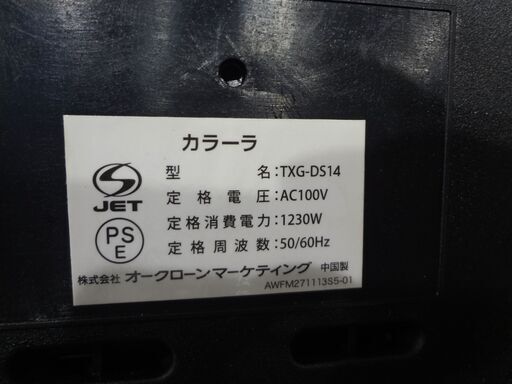 カラーラ
型名:TXG-DS14
定格電圧:AC100V
定格消費電力:1230W
定格周波数:50/60Hz
JET
PS
E
株式会社 オークローンマーケティング 中国製
AWFM271113S5-01